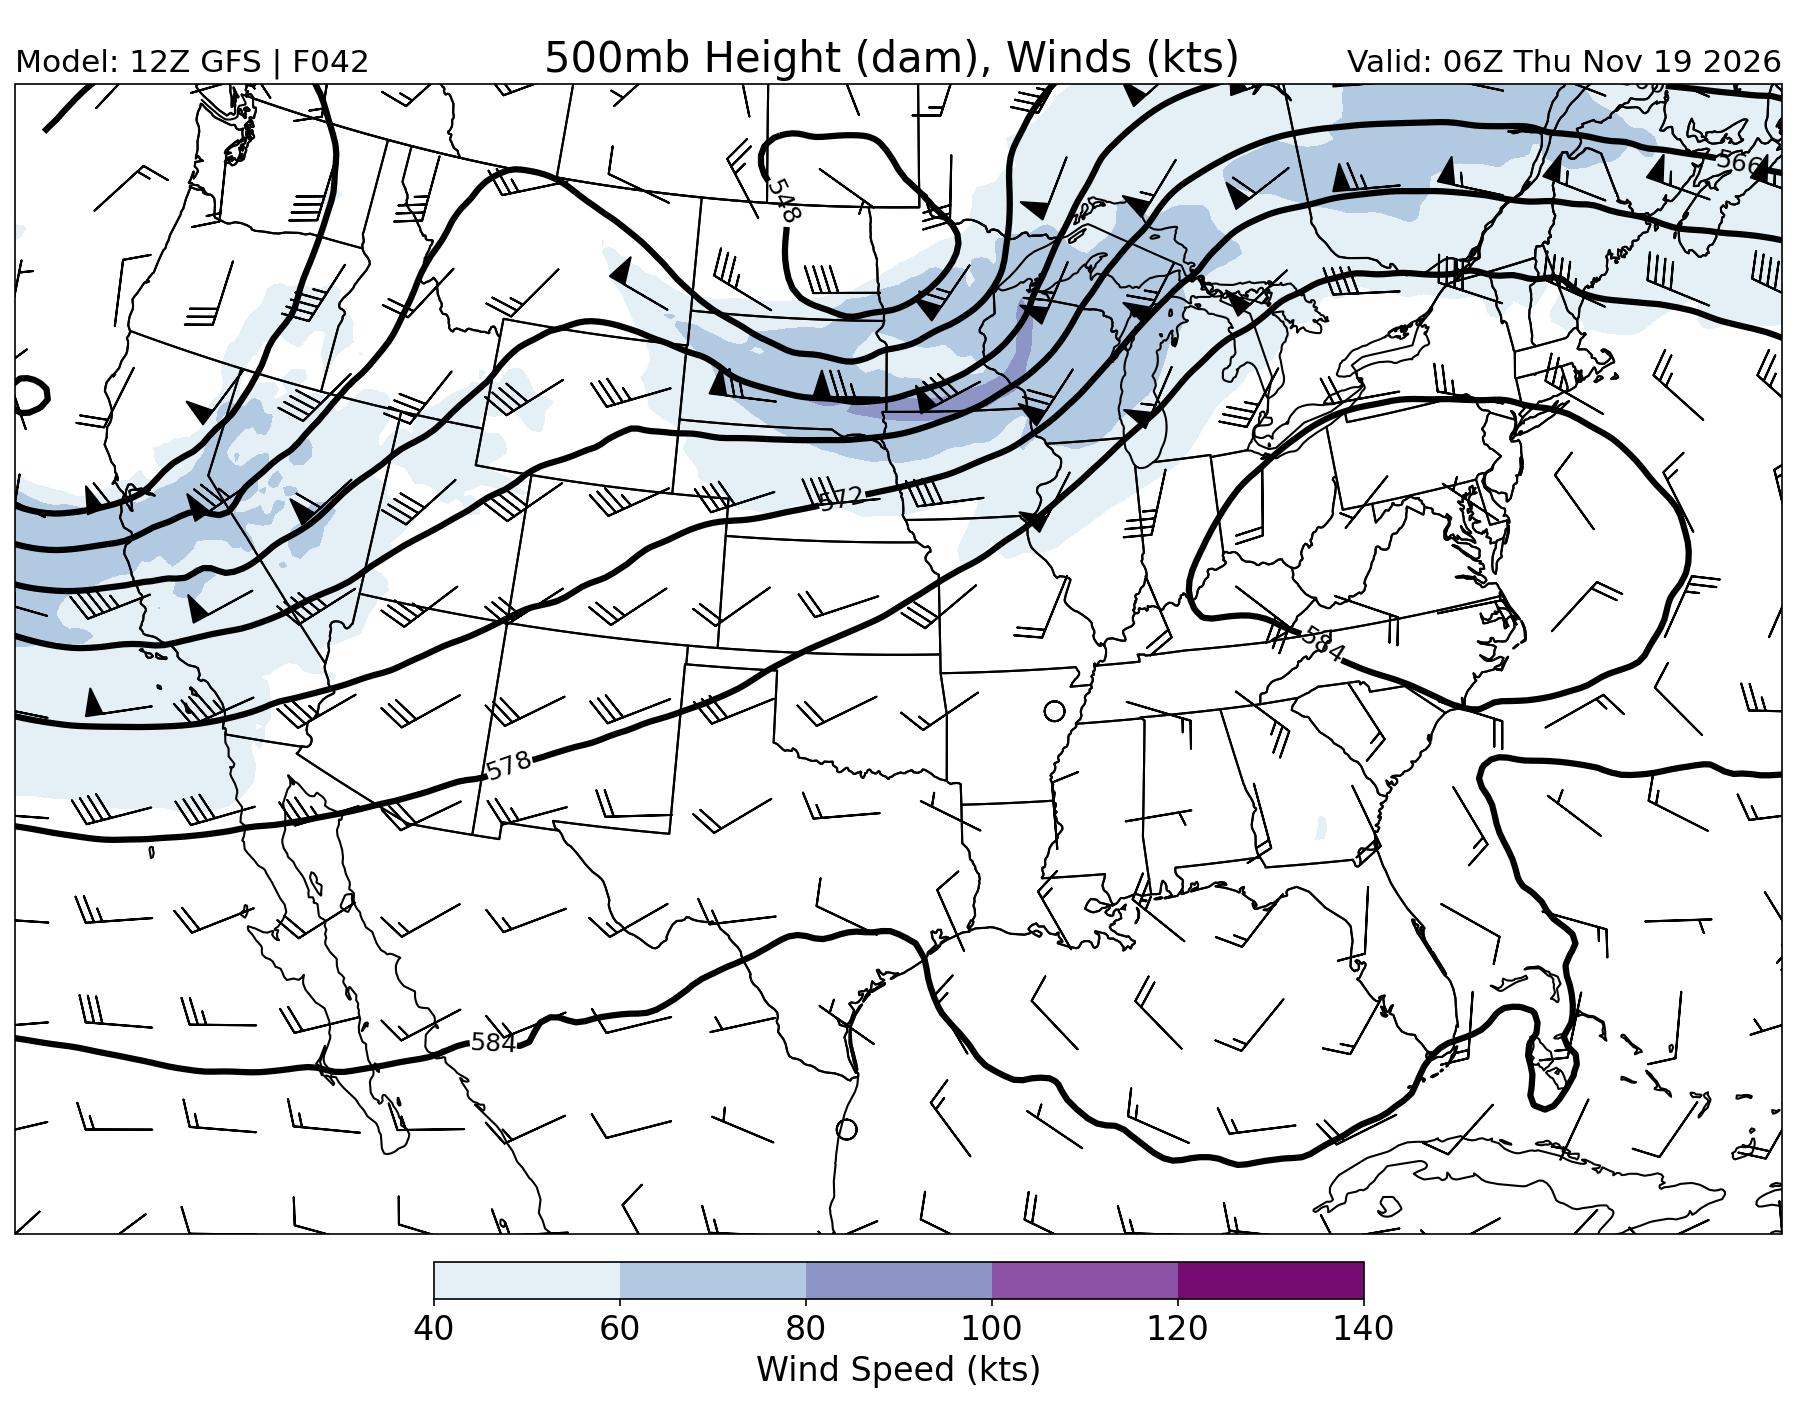 Model: 12Z GFS | F042
500mb Height (dam), Winds (kts)
Valid: 06Z Thu Nov 19 2026
566
548
572
584
578
584
40 60 80 100 120 140
Wind Speed (kts)